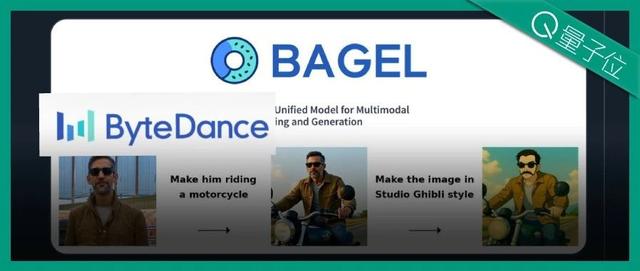 量子位
BAGEL
ByteDance
Unified Model for Multimodal
ing and Generation
Make him riding
a motorcycle
Make the image in
Studio Ghibli style